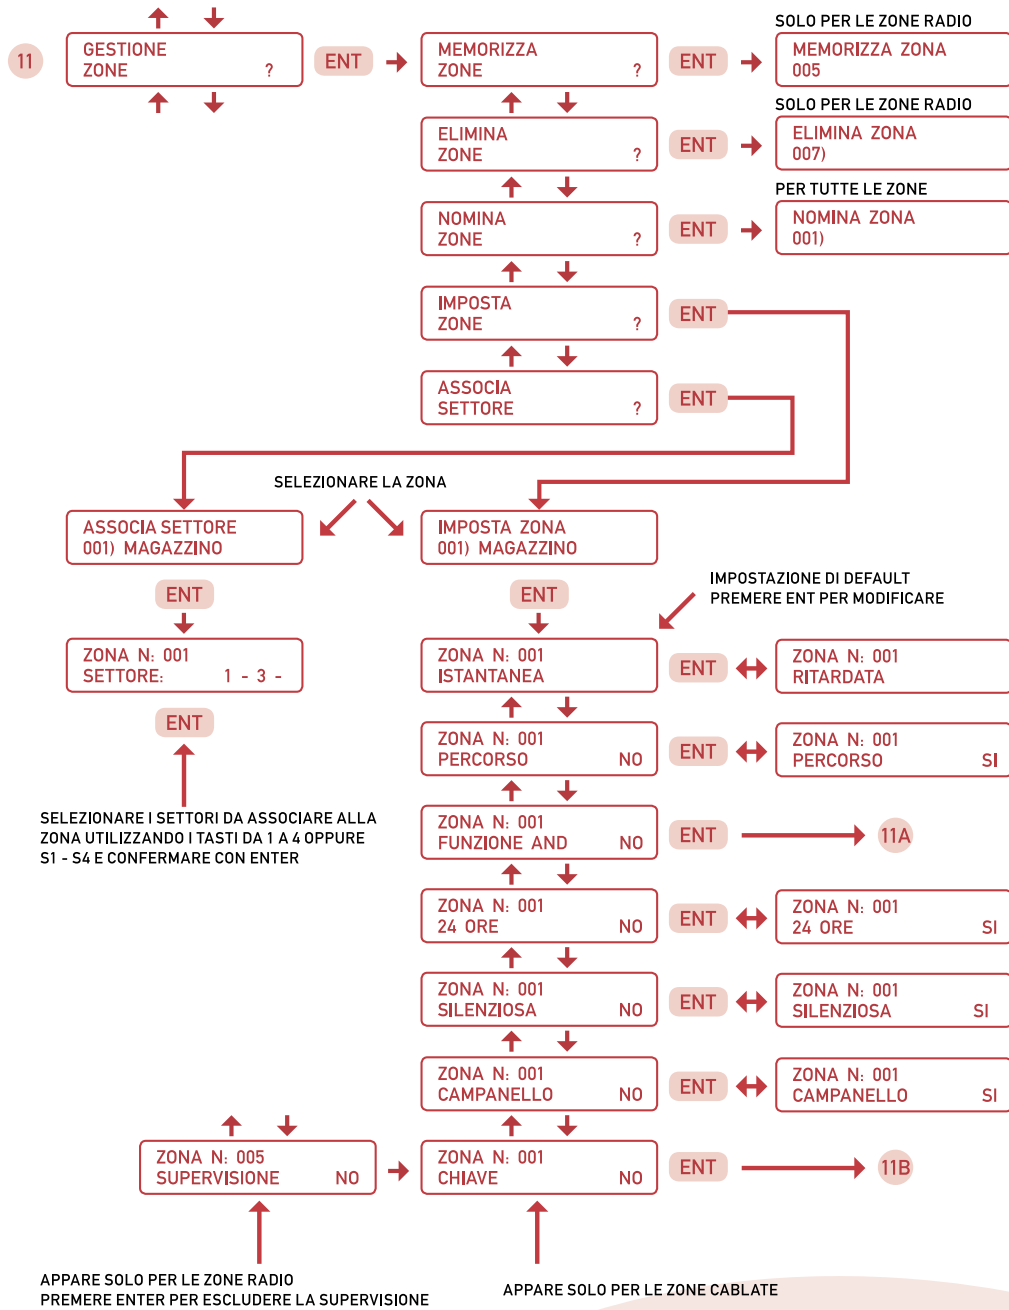 11
GESTIONE
ZONE ?
ENT
MEMORIZZA
ZONE ?
ENT
SOLO PER LE ZONE RADIO
MEMORIZZA ZONA
005
ELIMINA
ZONE ?
ENT
SOLO PER LE ZONE RADIO
ELIMINA ZONA
007)
NOMINA
ZONE ?
ENT
PER TUTTE LE ZONE
NOMINA ZONA
001)
IMPOSTA
ZONE ?
ENT
ASSOCIA
SETTORE ?
ENT
SELEZIONARE LA ZONA
ASSOCIA SETTORE
001) MAGAZZINO
ENT
ZONA N: 001
SETTORE: 1 - 3 -
ENT
SELEZIONARE I SETTORI DA ASSOCIARE ALLA
ZONA UTILIZZANDO I TASTI DA 1 A 4 OPPURE
S1 - S4 E CONFERMARE CON ENTER
IMPOSTA ZONA
001) MAGAZZINO
ENT
IMPOSTAZIONE DI DEFAULT
PREMERE ENT PER MODIFICARE
ZONA N: 001
ISTANTANEA
ENT
ZONA N: 001
RITARDATA
ZONA N: 001
PERCORSO NO
ENT
ZONA N: 001
PERCORSO SI
ZONA N: 001
FUNZIONE AND NO
ENT
11A
ZONA N: 001
24 ORE NO
ENT
ZONA N: 001
24 ORE SI
ZONA N: 001
SILENZIOSA NO
ENT
ZONA N: 001
SILENZIOSA SI
ZONA N: 001
CAMPANELLO NO
ENT
ZONA N: 001
CAMPANELLO SI
ZONA N: 005
SUPERVISIONE NO
ZONA N: 001
CHIAVE NO
ENT
11B
APPARE SOLO PER LE ZONE RADIO
PREMERE ENTER PER ESCLUDERE LA SUPERVISIONE
APPARE SOLO PER LE ZONE CABLATE